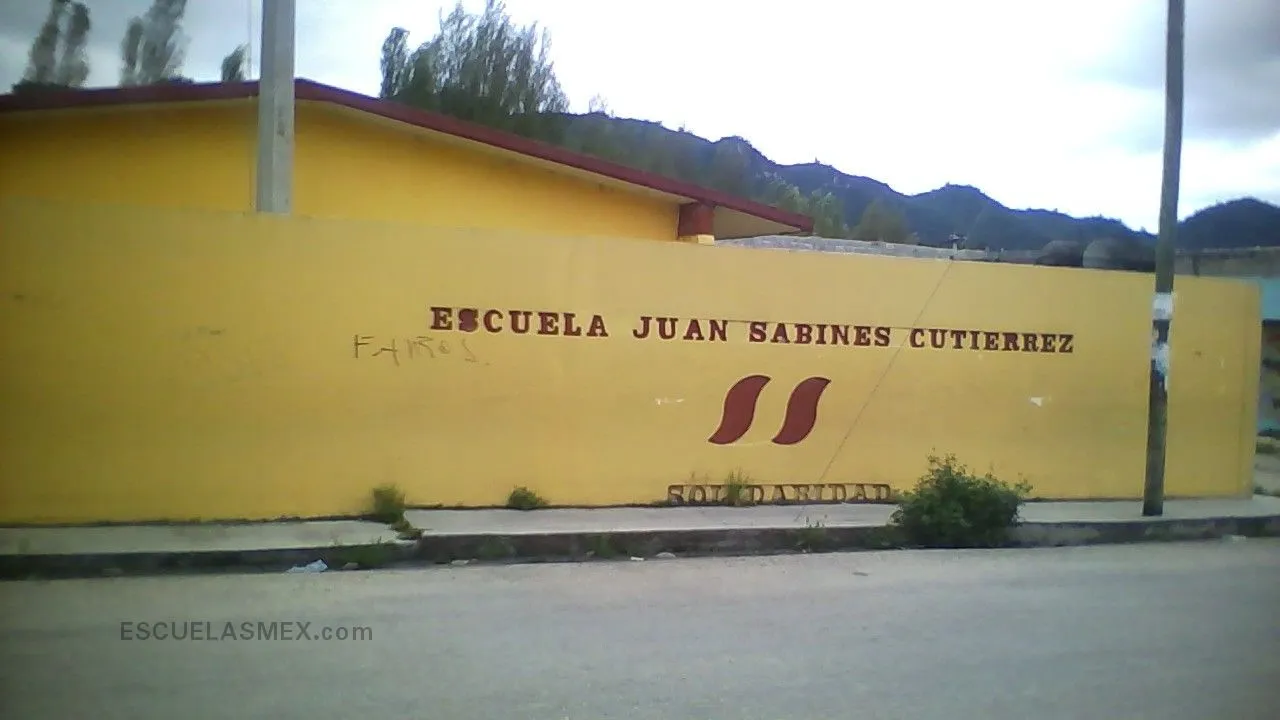 ESCUELA JUAN SABINES CUTIERREZ
SOLIDARIDAD
ESCUELASMEX.com